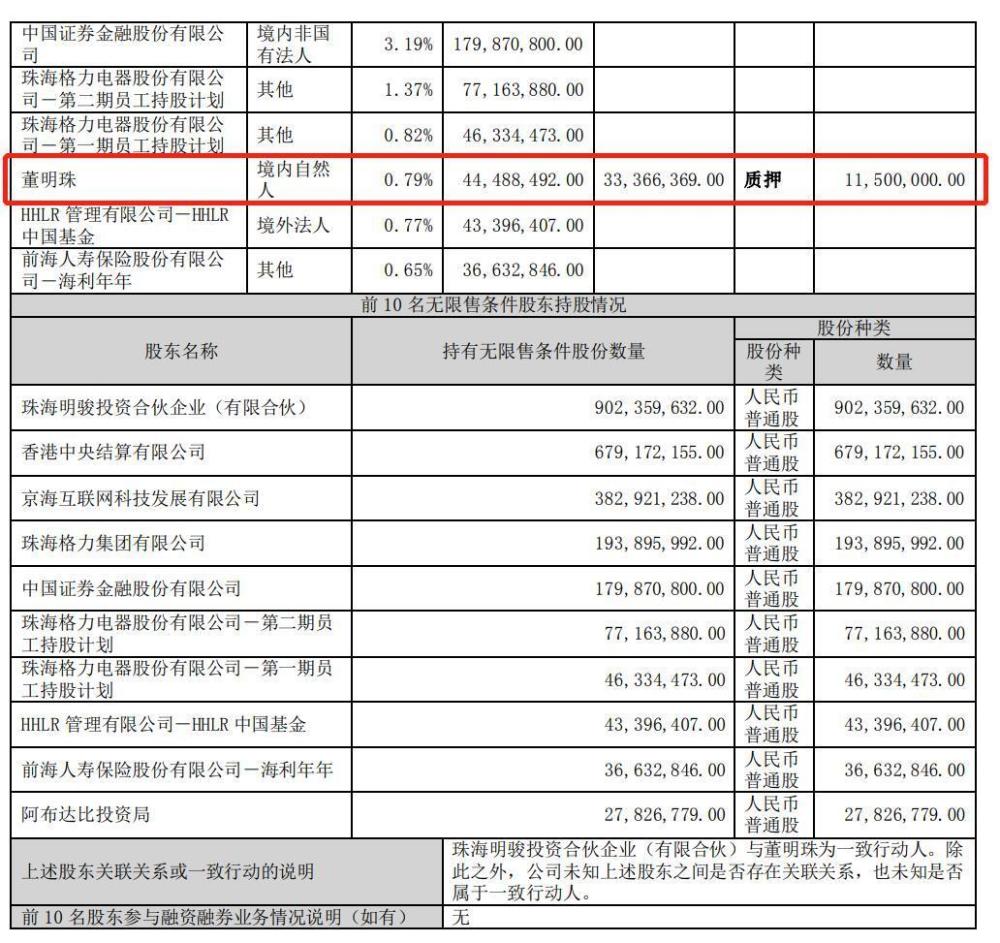 中国证券金融股份有限公
司
境内非国
有法人
3.19%
179,870,800.00
珠海格力电器股份有限公
司－第二期员工持股计划
其他
1.37%
77,163,880.00
珠海格力电器股份有限公
司－第一期员工持股计划
其他
0.82%
46,334,473.00
董明珠
境内自然
人
0.79%
44,488,492.00
33,366,369.00
质押
11,500,000.00
HHLR 管理有限公司－HHLR
中国基金
境外法人
0.77%
43,396,407.00
前海人寿保险股份有限公
司－海利年年
其他
0.65%
36,632,846.00
前 10 名无限售条件股东持股情况
股东名称
持有无限售条件股份数量
股份种类
股份种
类
数量
珠海明骏投资合伙企业（有限合伙）
902,359,632.00
人民币
普通股
902,359,632.00
香港中央结算有限公司
679,172,155.00
人民币
普通股
679,172,155.00
京海互联网科技发展有限公司
382,921,238.00
人民币
普通股
382,921,238.00
珠海格力集团有限公司
193,895,992.00
人民币
普通股
193,895,992.00
中国证券金融股份有限公司
179,870,800.00
人民币
普通股
179,870,800.00
珠海格力电器股份有限公司－第二期员
工持股计划
77,163,880.00
人民币
普通股
77,163,880.00
珠海格力电器股份有限公司－第一期员
工持股计划
46,334,473.00
人民币
普通股
46,334,473.00
HHLR 管理有限公司－HHLR 中国基金
43,396,407.00
人民币
普通股
43,396,407.00
前海人寿保险股份有限公司－海利年年
36,632,846.00
人民币
普通股
36,632,846.00
阿布达比投资局
27,826,779.00
人民币
普通股
27,826,779.00
上述股东关联关系或一致行动的说明
珠海明骏投资合伙企业（有限合伙）与董明珠为一致行动人。除
此之外，公司未知上述股东之间是否存在关联关系，也未知是否
属于一致行动人。
前 10 名股东参与融资融券业务情况说明（如有）
无